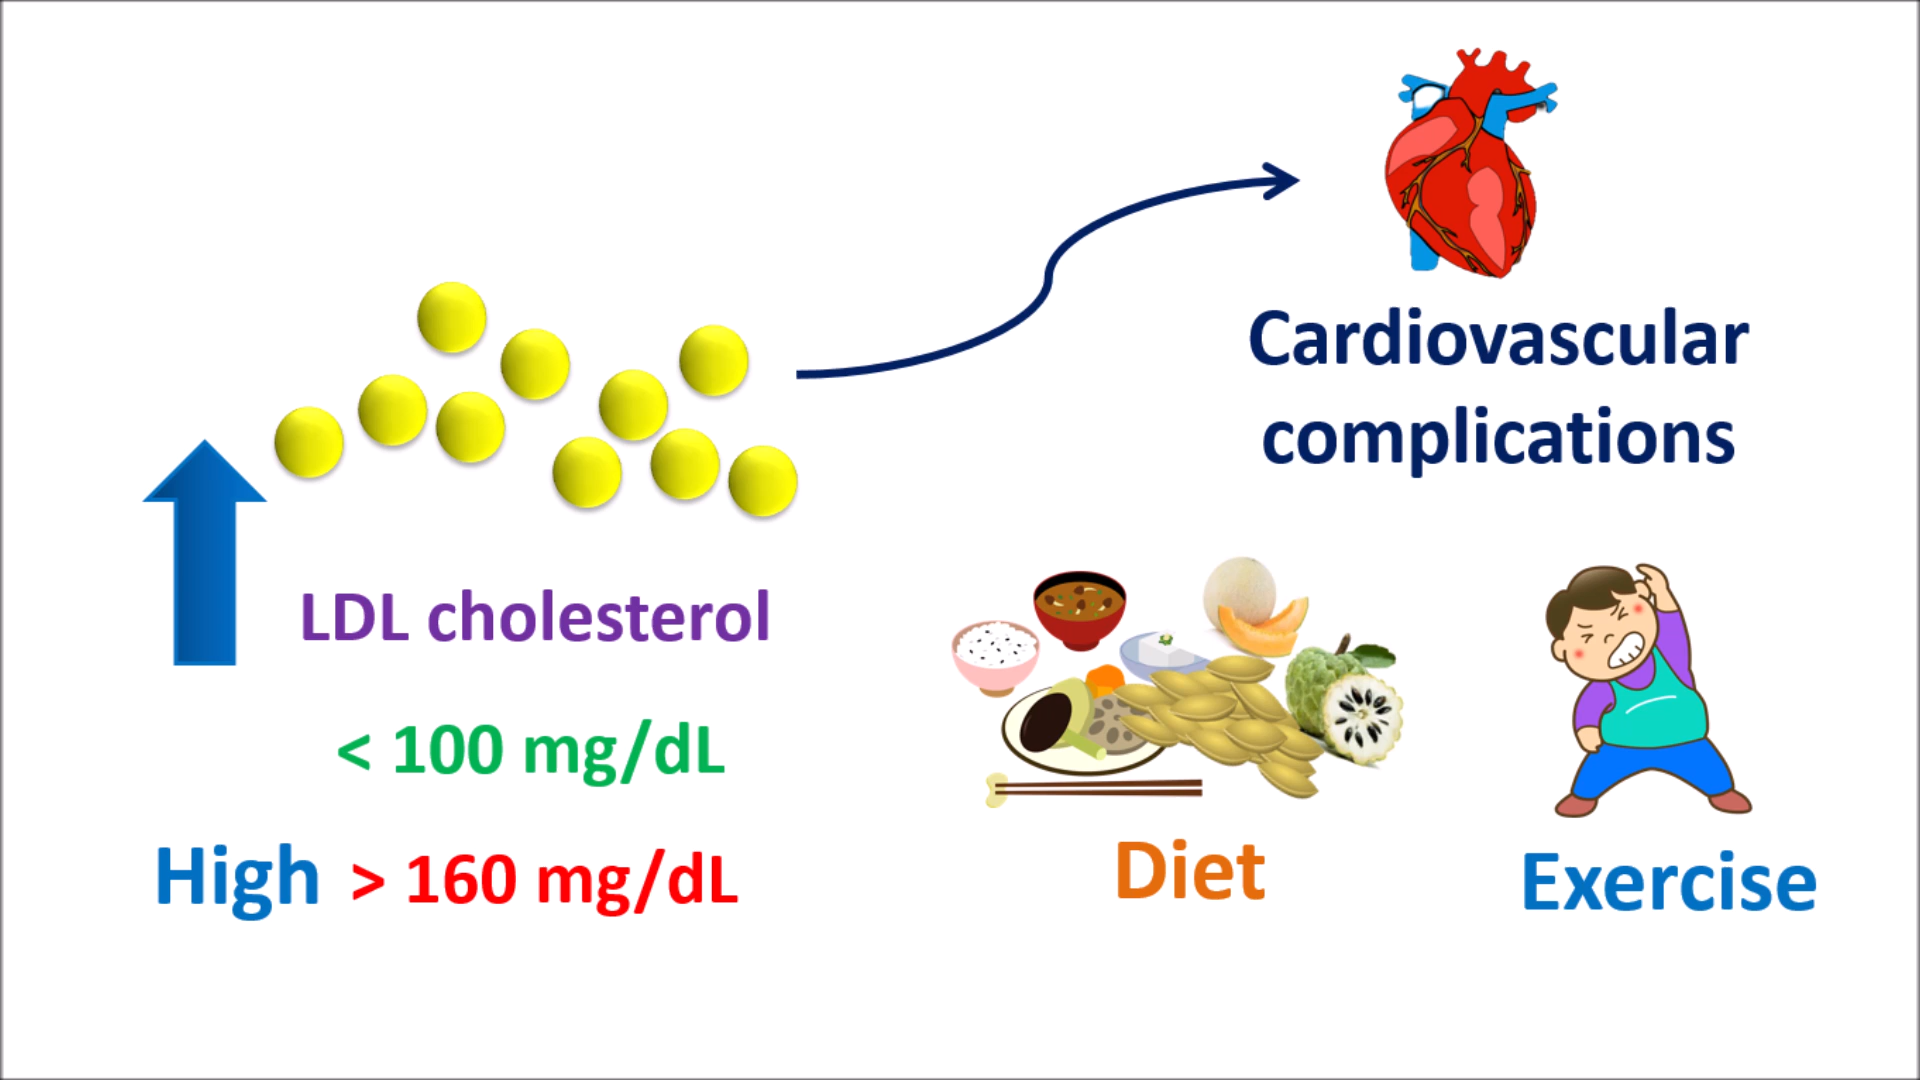 Cardiovascular
complications
LDL cholesterol
< 100 mg/dL
High > 160 mg/dL
Diet
Exercise